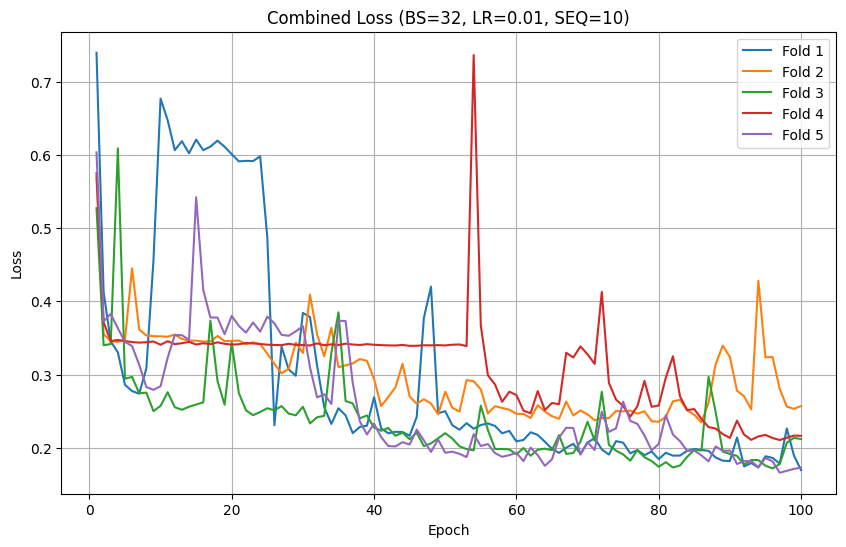 Combined Loss (BS=32, LR=0.01, SEQ=10)
Fold 1
Fold 2
Fold 3
Fold 4
Fold 5
Loss
0.7
0.6
0.5
0.4
0.3
0.2
0
20
40
60
80
100
Epoch